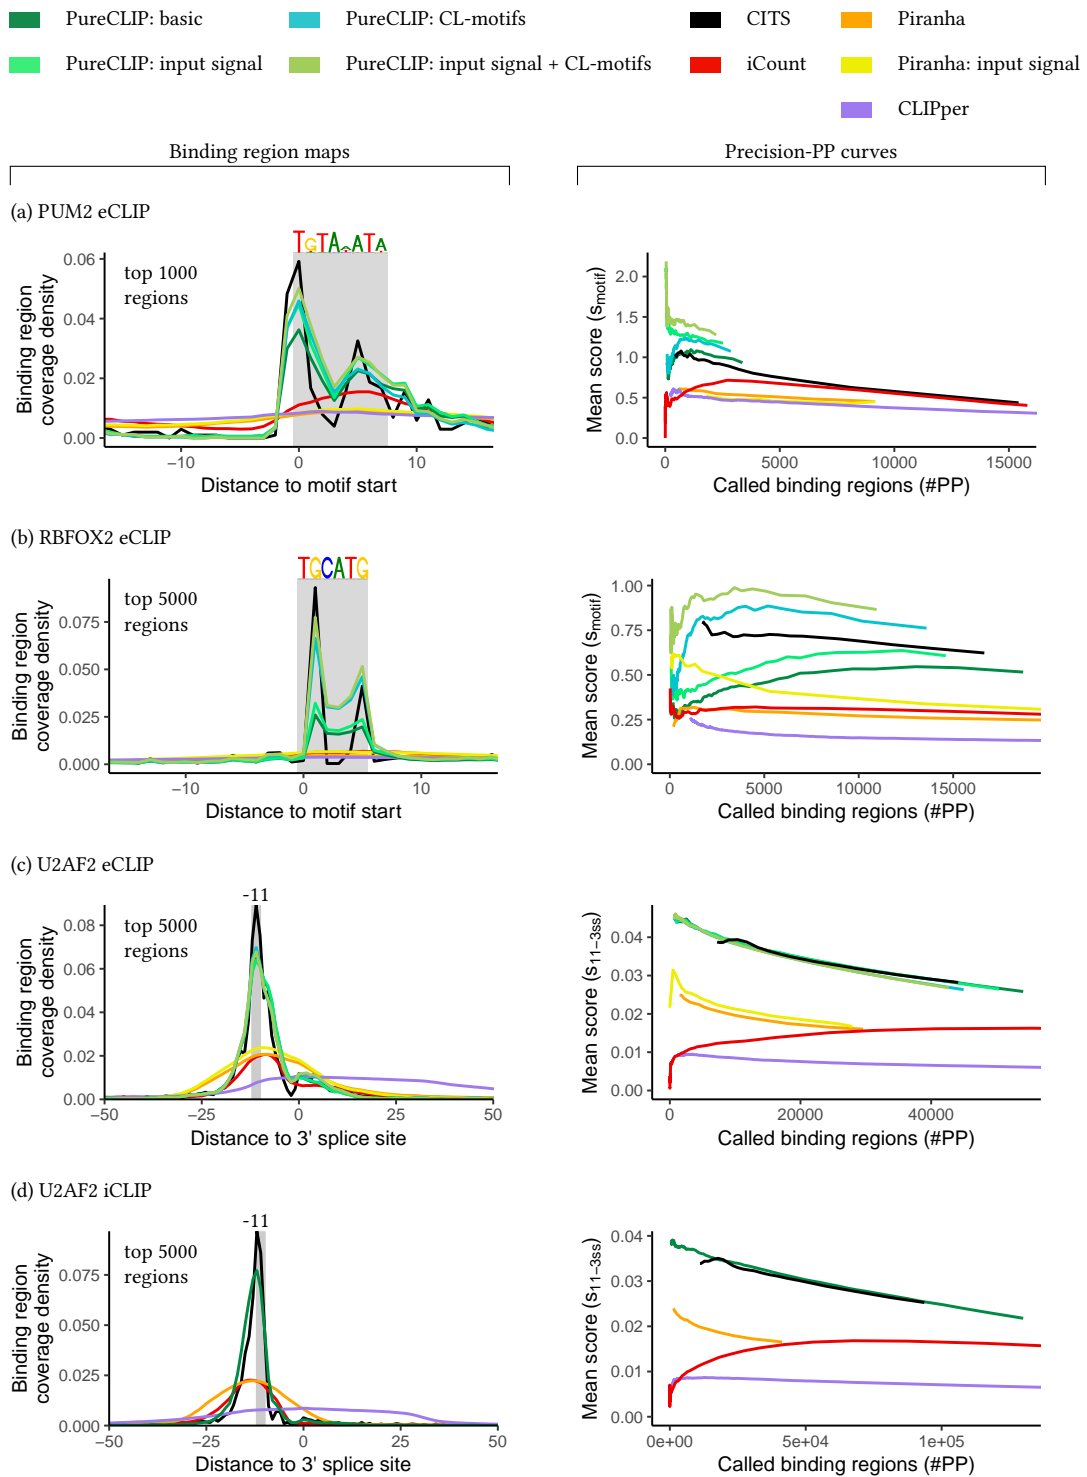 PureCLIP: basic
PureCLIP: CL-motifs
CITS
Piranha
PureCLIP: input signal
PureCLIP: input signal + CL-motifs
iCount
Piranha: input signal
CLIPper
Binding region maps
Precision-PP curves
(a) PUM2 eCLIP
TGTAAATA
top 1000
regions
Binding region
coverage density
0.06
0.04
0.02
0.00
−10 0 10
Distance to motif start
Mean score (smotif)
2.0
1.5
1.0
0.5
0.0
0 5000 10000 15000
Called binding regions (#PP)
(b) RBFOX2 eCLIP
TGCATG
top 5000
regions
Binding region
coverage density
0.075
0.050
0.025
0.000
−10 0 10
Distance to motif start
Mean score (smotif)
1.00
0.75
0.50
0.25
0.00
0 5000 10000 15000
Called binding regions (#PP)
(c) U2AF2 eCLIP
-11
top 5000
regions
Binding region
coverage density
0.08
0.06
0.04
0.02
0.00
−50 −25 0 25 50
Distance to 3' splice site
Mean score (s11−3ss)
0.04
0.03
0.02
0.01
0.00
0 20000 40000
Called binding regions (#PP)
(d) U2AF2 iCLIP
-11
top 5000
regions
Binding region
coverage density
0.075
0.050
0.025
0.000
−50 −25 0 25 50
Distance to 3' splice site
Mean score (s11−3ss)
0.04
0.03
0.02
0.01
0.00
0e+00 5e+04 1e+05
Called binding regions (#PP)